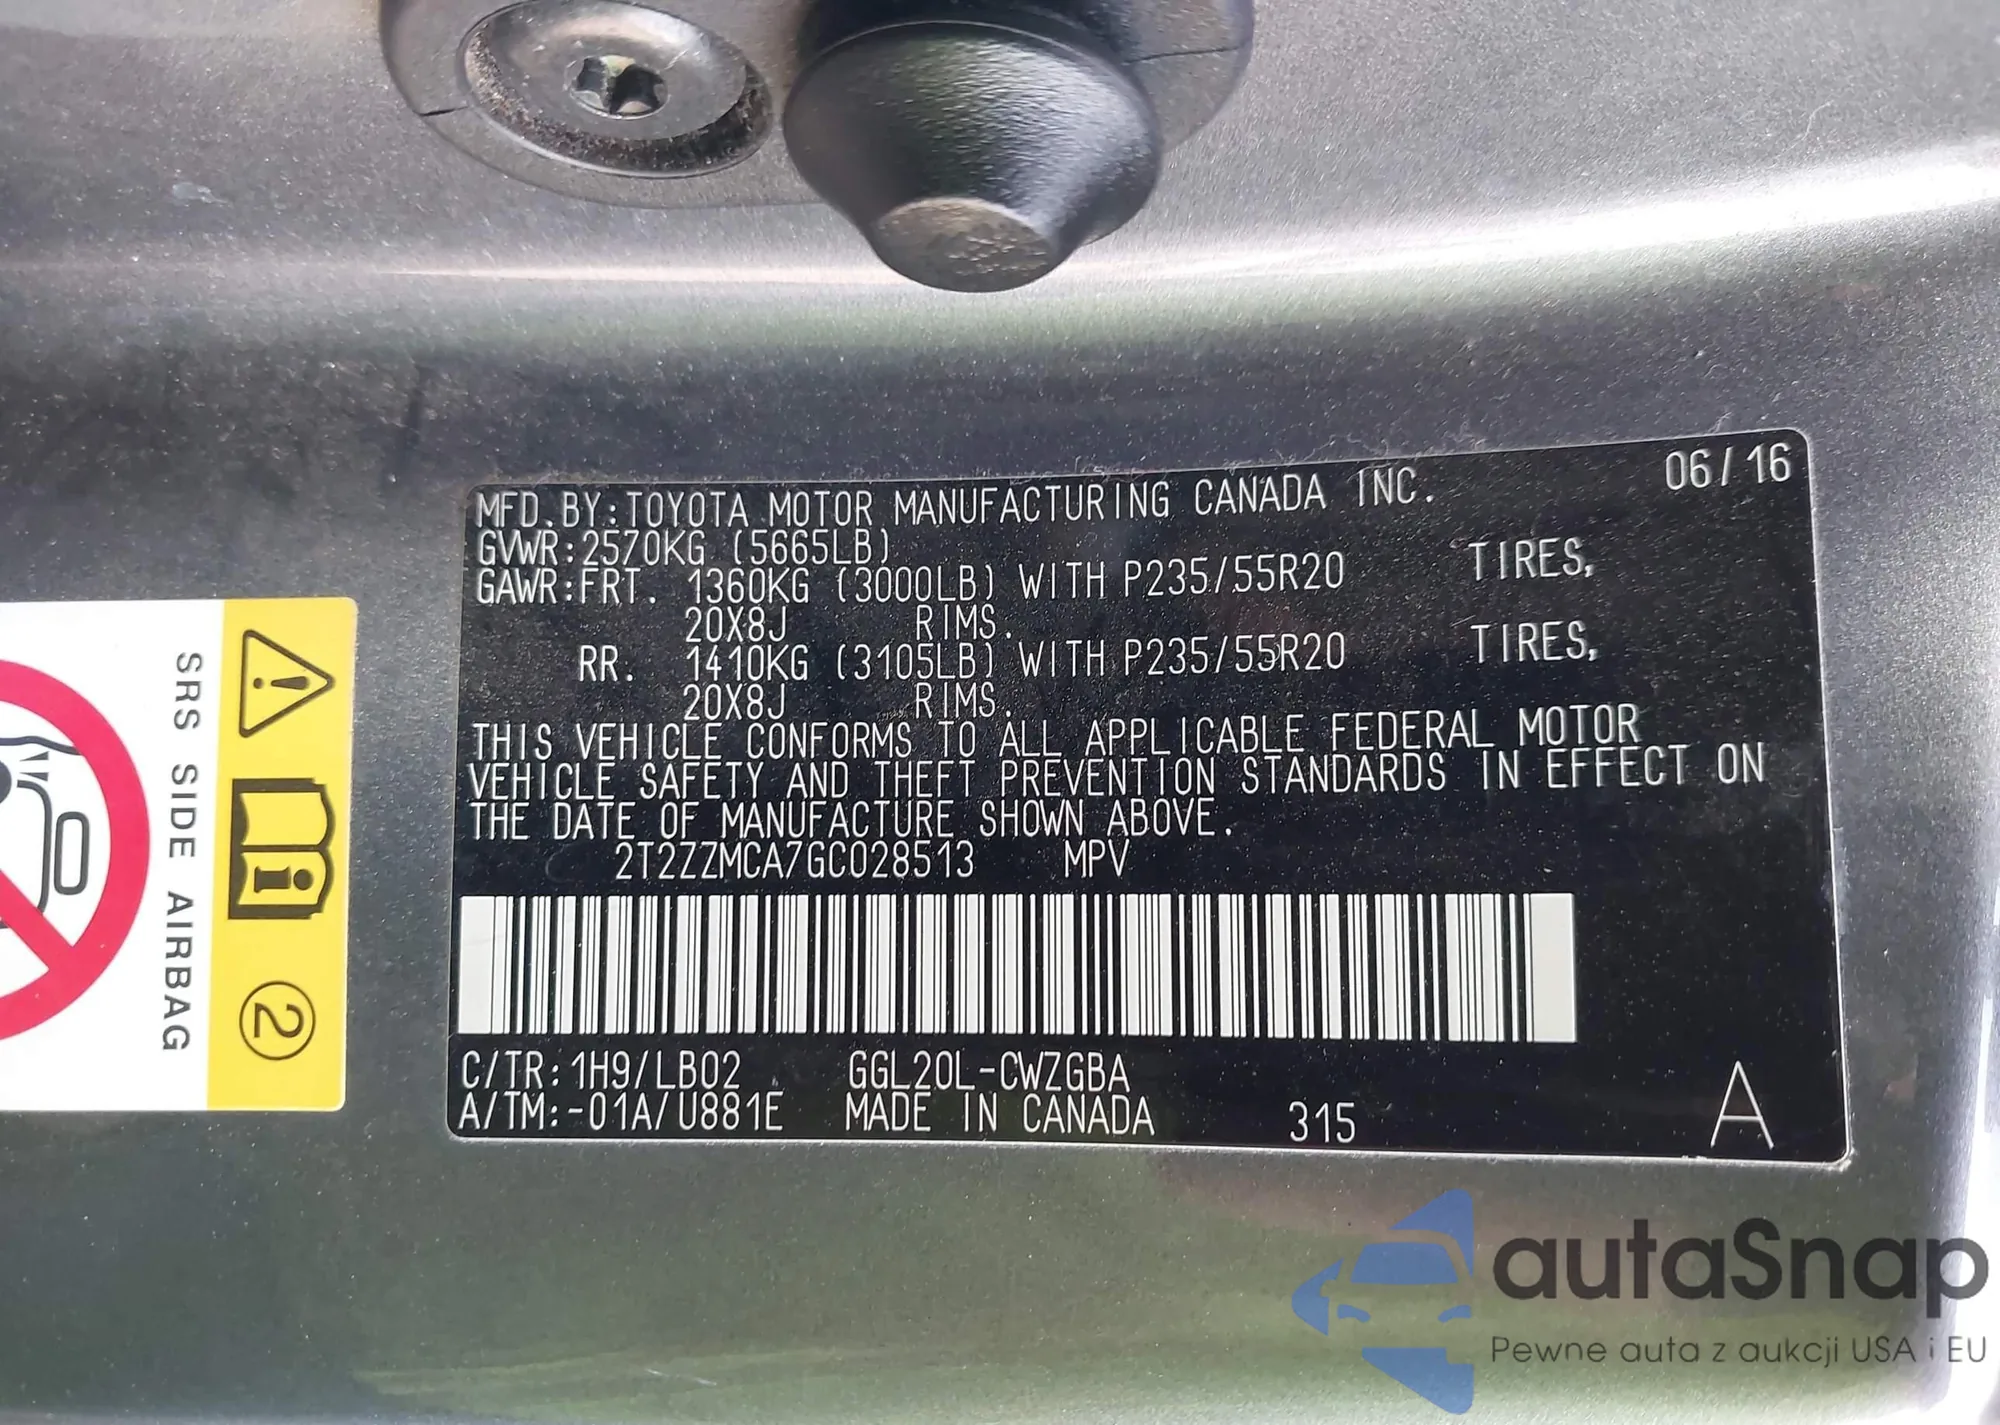 MFD.BY:TOYOTA MOTOR MANUFACTURING CANADA INC. 06/16
GVWR:2570KG (5665LB)
GAWR:FRT. 1360KG (3000LB) WITH P235/55R20 TIRES,
20X8J RIMS.
RR. 1410KG (3105LB) WITH P235/55R20 TIRES,
20X8J RIMS.
THIS VEHICLE CONFORMS TO ALL APPLICABLE FEDERAL MOTOR
VEHICLE SAFETY AND THEFT PREVENTION STANDARDS IN EFFECT ON
THE DATE OF MANUFACTURE SHOWN ABOVE.
2T2ZZMCA7GC028513 MPV
C/TR:1H9/LB02 GGL20L-CWZGBA
A/TM:-01A/U881E MADE IN CANADA 315 A
SRS SIDE AIRBAG
2
autaSnap
Pewne auta z aukcji USA i EU